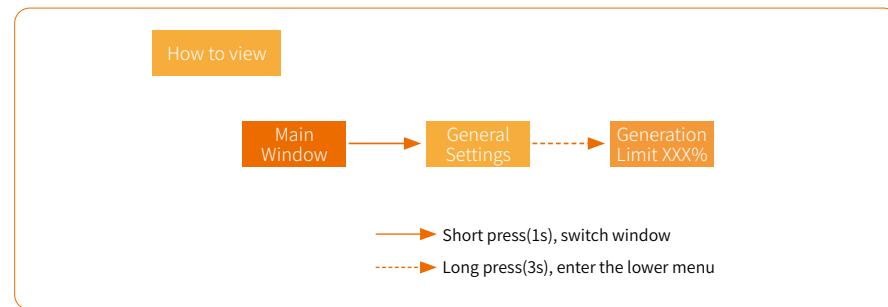 How to view
Main
Window
General
Settings
Generation
Limit XXX%
Short press(1s), switch window
Long press(3s), enter the lower menu